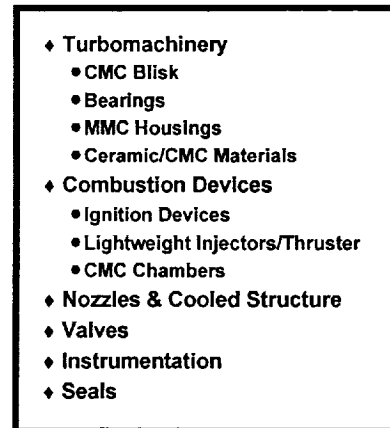 ♦ Turbomachinery
● CMC Blisk
● Bearings
● MMC Housings
● Ceramic/CMC Materials
♦ Combustion Devices
● Ignition Devices
● Lightweight Injectors/Thruster
● CMC Chambers
♦ Nozzles & Cooled Structure
♦ Valves
♦ Instrumentation
♦ Seals